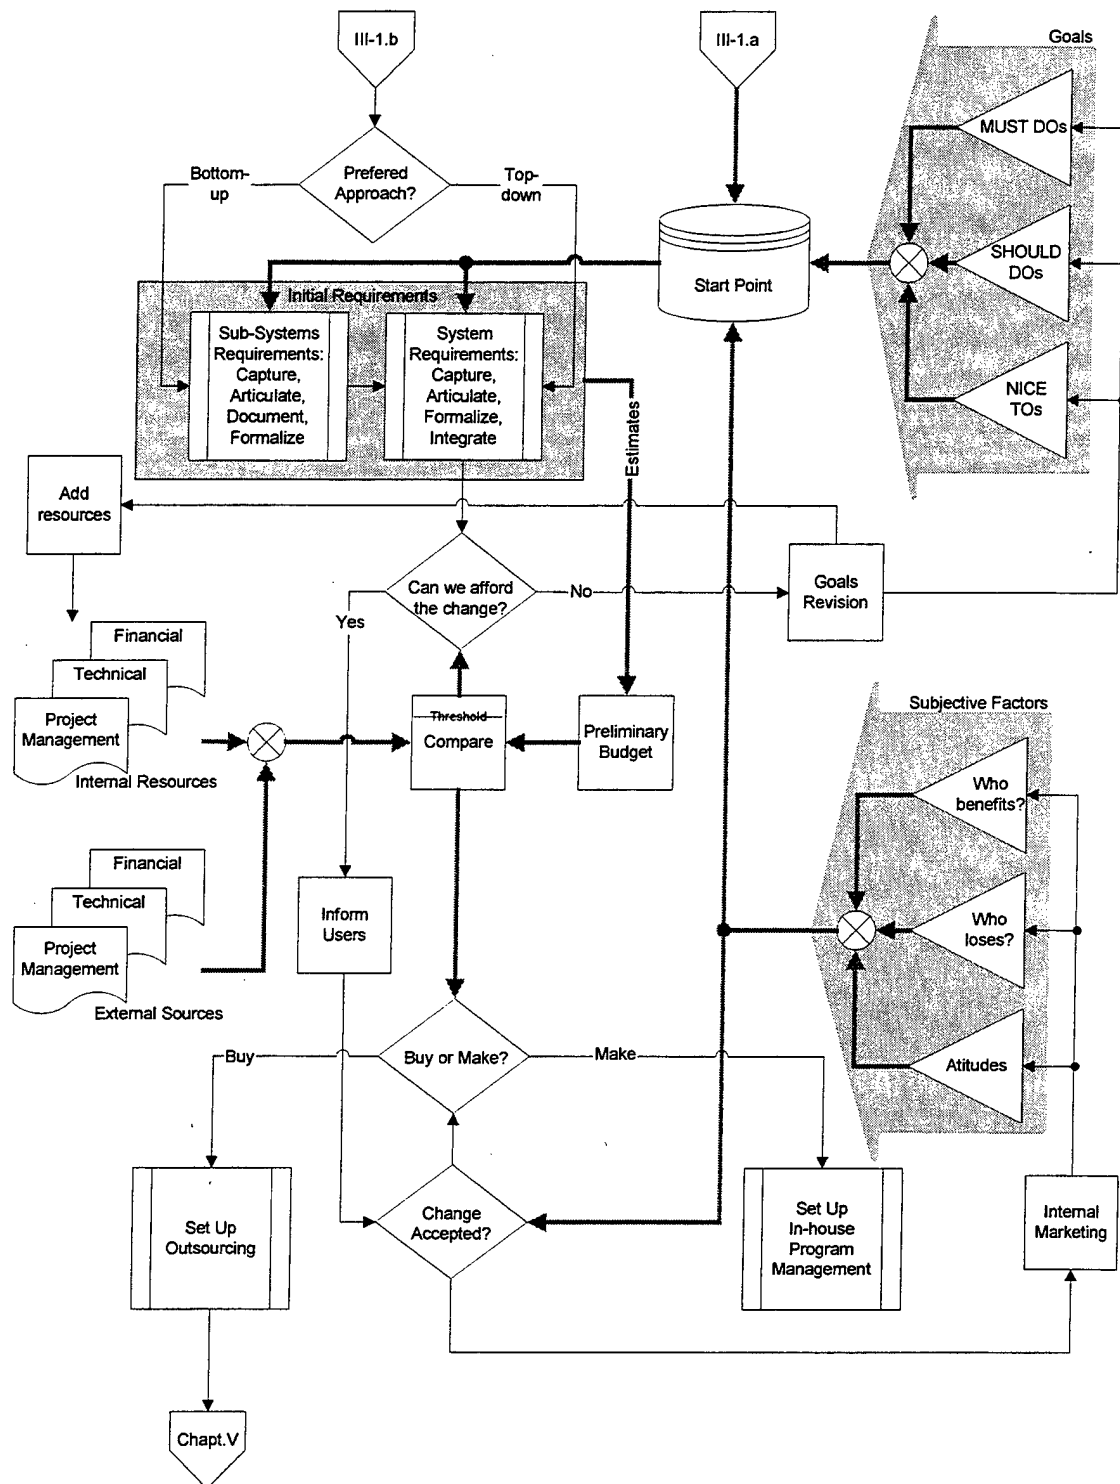 III-1.b
III-1.a
Goals
MUST DOs
SHOULD
DOs
NICE
TOs
Prefered
Approach?
Bottom-
up
Top-
down
Start Point
Initial Requirements
Sub-Systems
Requirements:
Capture,
Articulate,
Document,
Formalize
System
Requirements:
Capture,
Articulate,
Formalize,
Integrate
Estimates
Add
resources
Can we afford
the change?
No
Yes
Goals
Revision
Financial
Technical
Project
Management
Internal Resources
Threshold
Compare
Preliminary
Budget
Subjective Factors
Who
benefits?
Who
loses?
Atitudes
Financial
Technical
Project
Management
External Sources
Inform
Users
Buy
Buy or Make?
Make
Set Up
Outsourcing
Change
Accepted?
Set Up
In-house
Program
Management
Internal
Marketing
Chapt.V